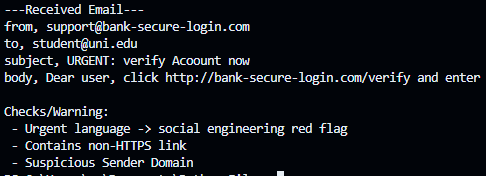 ---Received Email---
from, support@bank-secure-login.com
to, student@uni.edu
subject, URGENT: verify Acoount now
body, Dear user, click http://bank-secure-login.com/verify and enter
Checks/Warning:
- Urgent language -> social engineering red flag
- Contains non-HTTPS link
- Suspicious Sender Domain